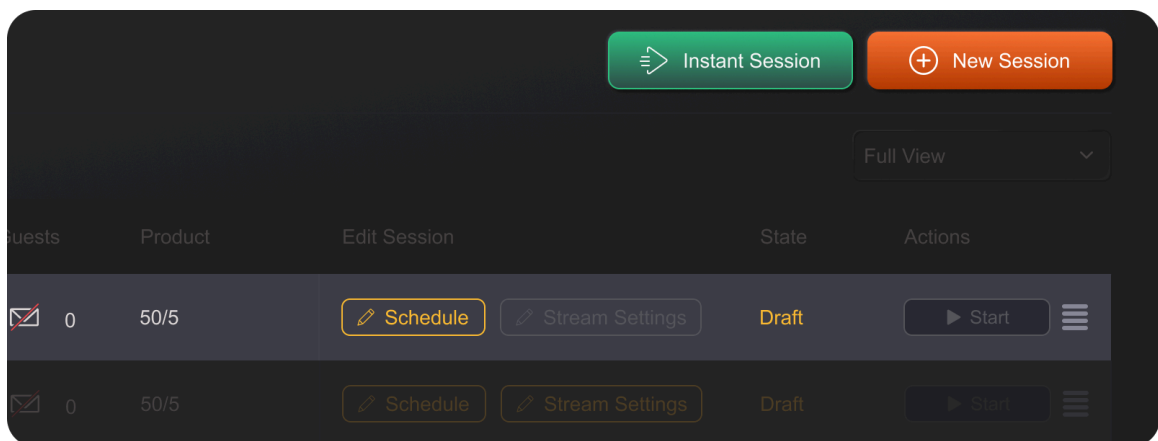 Instant Session
New Session
Full View
Guests Product Edit Session State Actions
0 50/5 Schedule Stream Settings Draft Start
0 50/5 Schedule Stream Settings Draft Start